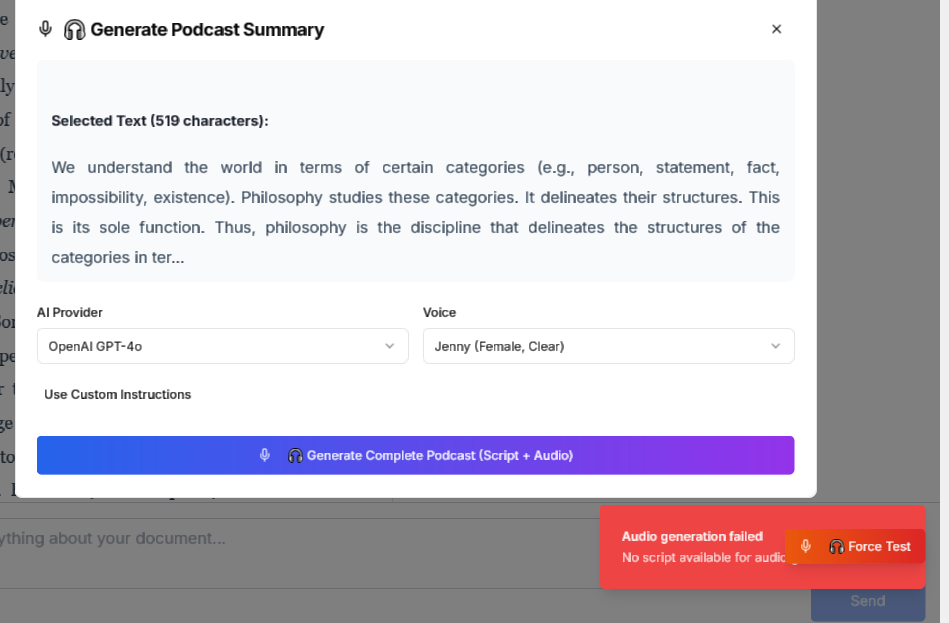 Generate Podcast Summary
Selected Text (519 characters):
We understand the world in terms of certain categories (e.g., person, statement, fact,
impossibility, existence). Philosophy studies these categories. It delineates their structures. This
is its sole function. Thus, philosophy is the discipline that delineates the structures of the
categories in ter...
AI Provider
Voice
OpenAI GPT-4o
Jenny (Female, Clear)
Use Custom Instructions
Generate Complete Podcast (Script + Audio)
ything about your document...
Audio generation failed
No script available for audio
Force Test
Send